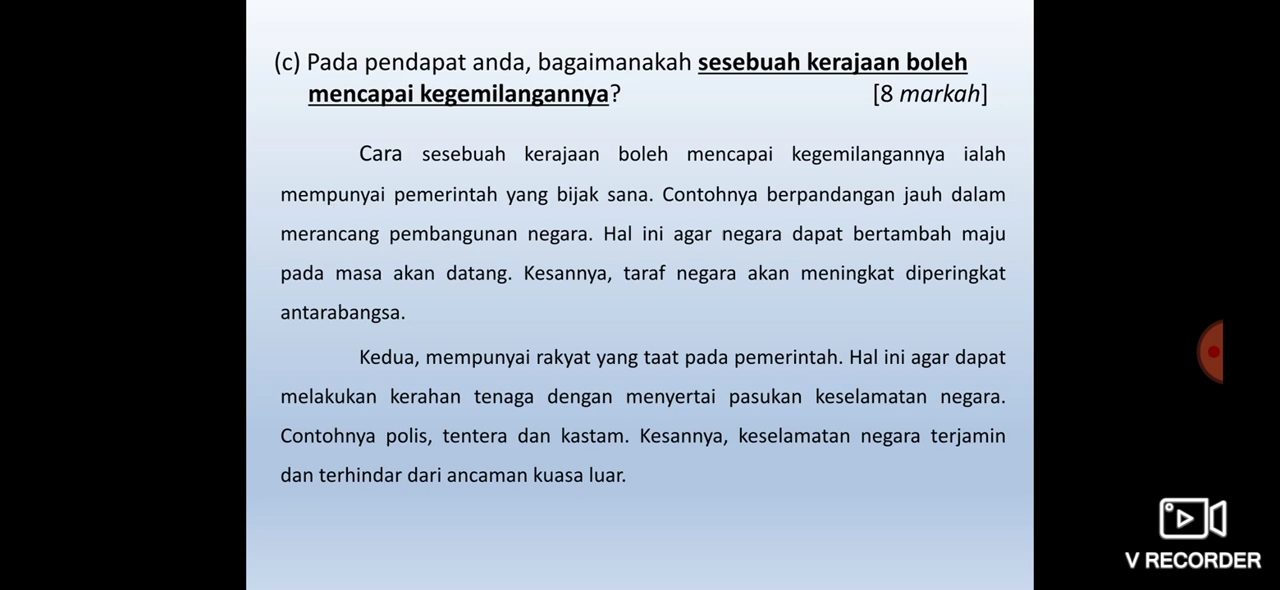 (c) Pada pendapat anda, bagaimanakah sesebuah kerajaan boleh
mencapai kegemilangannya? [8 markah]
Cara sesebuah kerajaan boleh mencapai kegemilangannya ialah
mempunyai pemerintah yang bijak sana. Contohnya berpandangan jauh dalam
merancang pembangunan negara. Hal ini agar negara dapat bertambah maju
pada masa akan datang. Kesannya, taraf negara akan meningkat diperingkat
antarabangsa.
Kedua, mempunyai rakyat yang taat pada pemerintah. Hal ini agar dapat
melakukan kerahan tenaga dengan menyertai pasukan keselamatan negara.
Contohnya polis, tentera dan kastam. Kesannya, keselamatan negara terjamin
dan terhindar dari ancaman kuasa luar.
V RECORDER